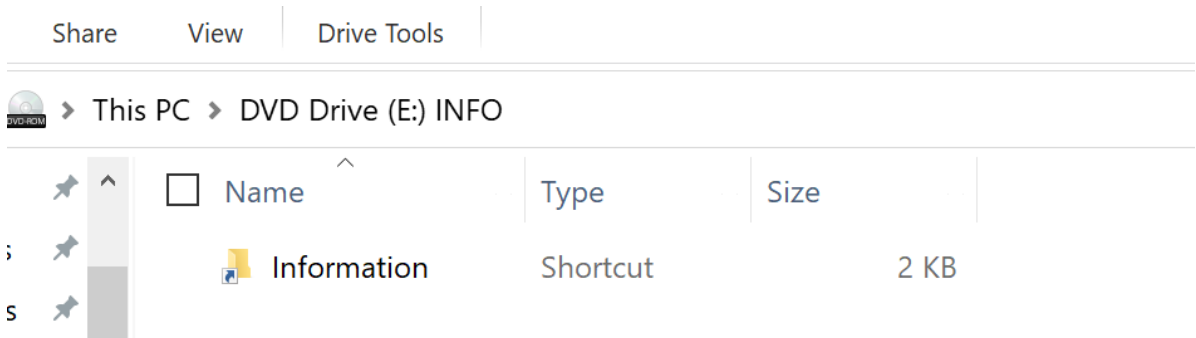 Share View Drive Tools
DVD-ROM > This PC > DVD Drive (E:) INFO
Name Type Size
Information Shortcut 2 KB
s
s